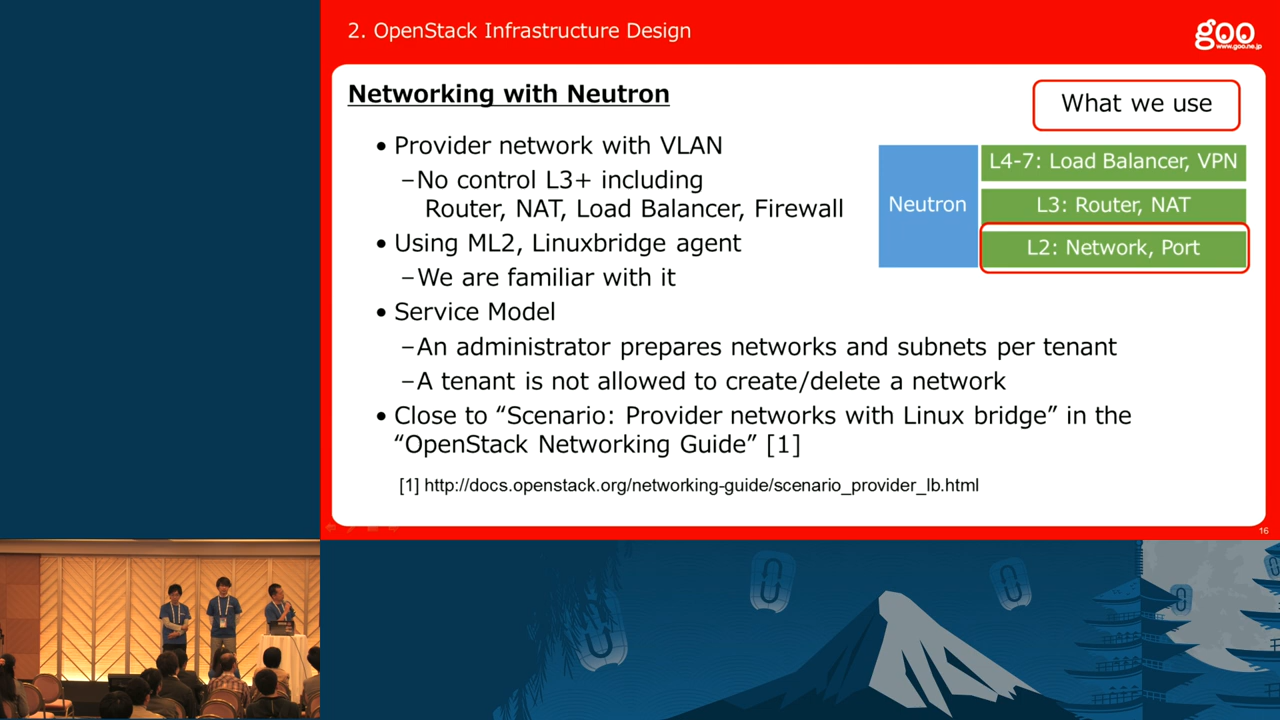 2. OpenStack Infrastructure Design
goo
www.goo.ne.jp
Networking with Neutron
What we use
• Provider network with VLAN
–No control L3+ including
Router, NAT, Load Balancer, Firewall
• Using ML2, Linuxbridge agent
–We are familiar with it
• Service Model
–An administrator prepares networks and subnets per tenant
–A tenant is not allowed to create/delete a network
• Close to “Scenario: Provider networks with Linux bridge” in the
“OpenStack Networking Guide” [1]
[1] http://docs.openstack.org/networking-guide/scenario_provider_lb.html
Neutron
L4-7: Load Balancer, VPN
L3: Router, NAT
L2: Network, Port
16